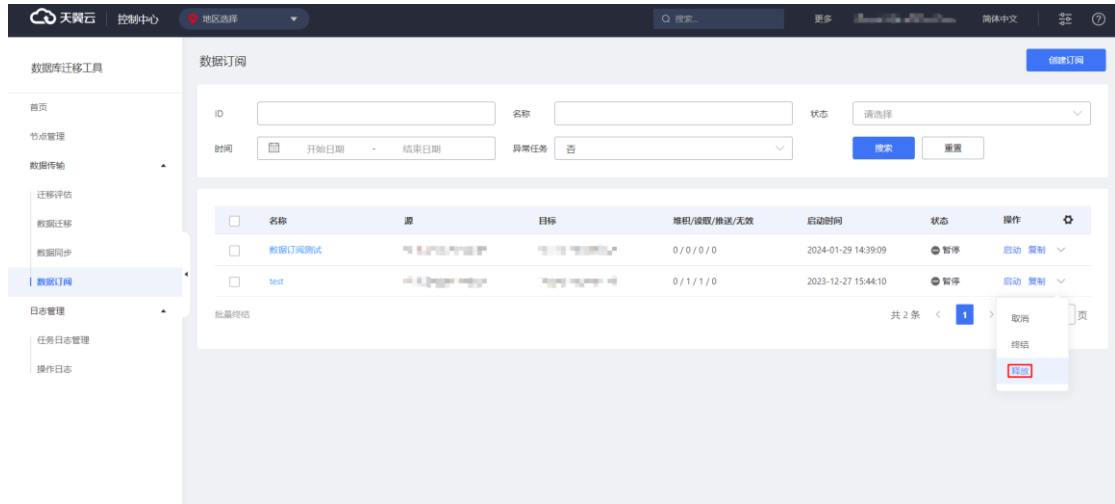 天翼云 控制中心 地区选择 搜索... 更多 简体中文
数据库迁移工具
首页
节点管理
数据传输
迁移评估
数据迁移
数据同步
数据订阅
日志管理
任务日志管理
操作日志
数据订阅 创建订阅
ID 名称 状态 请选择
时间 开始日期 - 结束日期 异常任务 否 搜索 重置
名称 源 目标 堆积/读取/推送/无效 启动时间 状态 操作
数据订阅测试 0 / 0 / 0 / 0 2024-01-29 14:39:09 暂停 启动 复制
test 0 / 1 / 1 / 0 2023-12-27 15:44:10 暂停 启动 复制
批量终结 共 2 条 1 页
取消
终结
释放